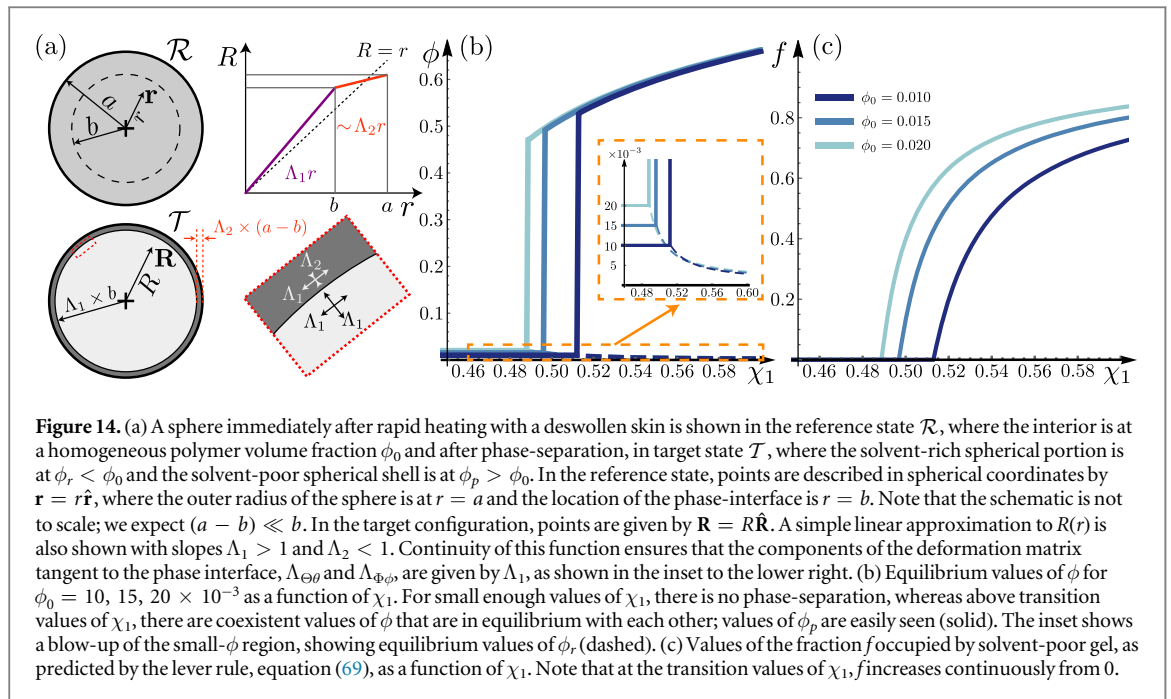 (a)
ℛ
a
b
r
r
R
R = r
∼Λ₂r
Λ₁r
b
a
r
𝒯
Λ₂ × (a − b)
R
R
Λ₁ × b
Λ₂
Λ₁
Λ₁
Λ₁
(b)
ϕ
0.6
0.5
0.4
0.3
0.2
0.1
×10⁻³
20
15
10
5
0.48 0.52 0.56 0.60
0.46 0.48 0.50 0.52 0.54 0.56 0.58
χ₁
(c)
f
ϕ₀ = 0.010
ϕ₀ = 0.015
ϕ₀ = 0.020
0.8
0.6
0.4
0.2
0.46 0.48 0.50 0.52 0.54 0.56 0.58
χ₁
Figure 14. (a) A sphere immediately after rapid heating with a deswollen skin is shown in the reference state ℛ, where the interior is at
a homogeneous polymer volume fraction ϕ₀ and after phase-separation, in target state 𝒯, where the solvent-rich spherical portion is
at ϕᵣ < ϕ₀ and the solvent-poor spherical shell is at ϕₚ > ϕ₀. In the reference state, points are described in spherical coordinates by
r = rr̂, where the outer radius of the sphere is at r = a and the location of the phase-interface is r = b. Note that the schematic is not
to scale; we expect (a − b) ≪ b. In the target configuration, points are given by R = RR̂. A simple linear approximation to R(r) is
also shown with slopes Λ₁ > 1 and Λ₂ < 1. Continuity of this function ensures that the components of the deformation matrix
tangent to the phase interface, Λ_Θθ and Λ_Φϕ, are given by Λ₁, as shown in the inset to the lower right. (b) Equilibrium values of ϕ for
ϕ₀ = 10, 15, 20 × 10⁻³ as a function of χ₁. For small enough values of χ₁, there is no phase-separation, whereas above transition
values of χ₁, there are coexistent values of ϕ that are in equilibrium with each other; values of ϕₚ are easily seen (solid). The inset shows
a blow-up of the small-ϕ region, showing equilibrium values of ϕᵣ (dashed). (c) Values of the fraction f occupied by solvent-poor gel, as
predicted by the lever rule, equation (69), as a function of χ₁. Note that at the transition values of χ₁, f increases continuously from 0.